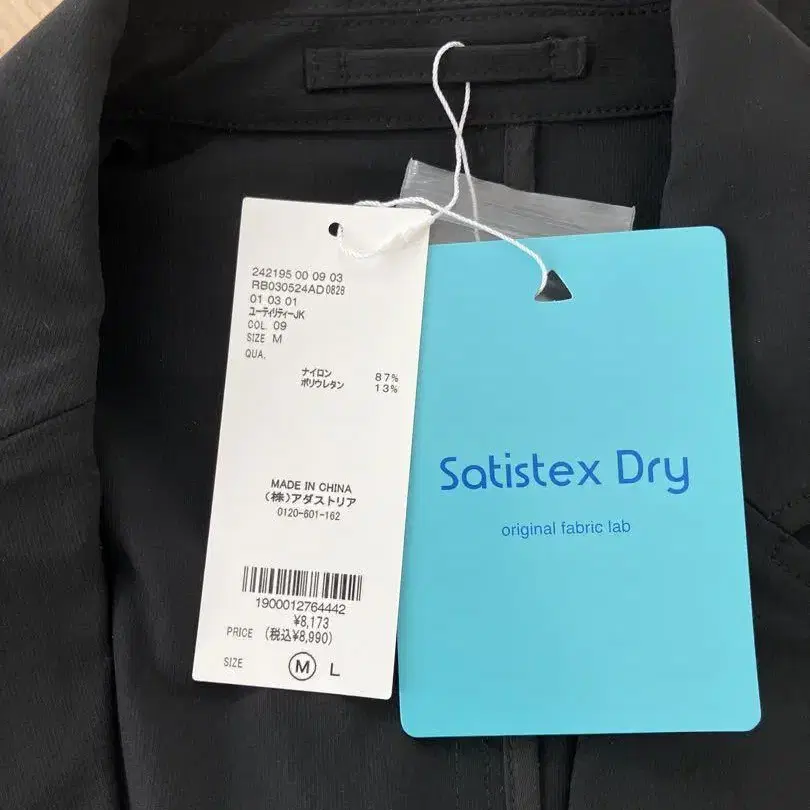 242195 00 09 03
RB030524AD0828
01 03 01
ユーティリティーJK
COL. 09
SIZE M
QUA.
ナイロン 87%
ポリウレタン 13%
MADE IN CHINA
(株)アダストリア
0120-601-162
1900012764442
¥8,173
PRICE (税込¥8,990)
SIZE M L
Satistex Dry
original fabric lab